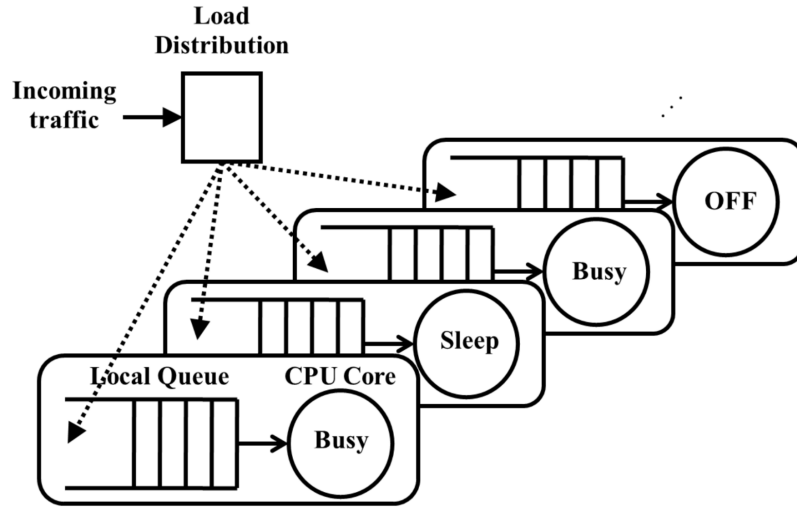 Load
Distribution
Incoming
traffic
OFF
Busy
Sleep
Local Queue
CPU Core
Busy